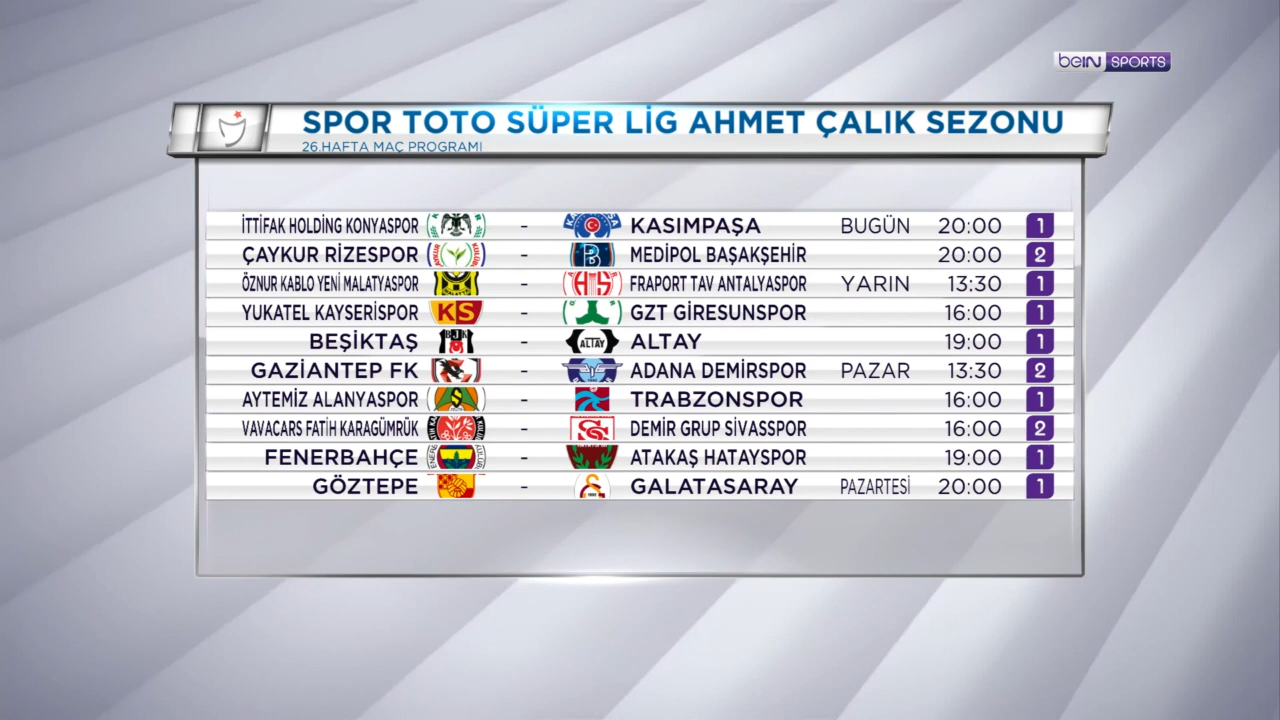 beIN SPORTS
SPOR TOTO SÜPER LİG AHMET ÇALIK SEZONU
26.HAFTA MAÇ PROGRAMI
İTTİFAK HOLDİNG KONYASPOR - KASIMPAŞA BUGÜN 20:00 1
ÇAYKUR RİZESPOR - MEDİPOL BAŞAKŞEHİR 20:00 2
ÖZNUR KABLO YENİ MALATYASPOR - FRAPORT TAV ANTALYASPOR YARIN 13:30 1
YUKATEL KAYSERİSPOR KS - GZT GİRESUNSPOR 16:00 1
BEŞİKTAŞ BJK - ALTAY ALTAY 19:00 1
GAZİANTEP FK - ADANA DEMİRSPOR PAZAR 13:30 2
AYTEMİZ ALANYASPOR - TRABZONSPOR 16:00 1
VAVACARS FATİH KARAGÜMRÜK - DEMİR GRUP SİVASSPOR 16:00 2
FENERBAHÇE - ATAKAŞ HATAYSPOR 19:00 1
GÖZTEPE - GALATASARAY PAZARTESİ 20:00 1